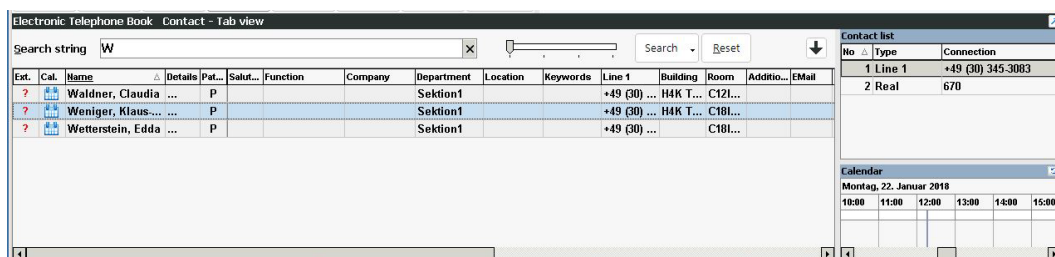 Electronic Telephone Book Contact - Tab view
Search string W Search Reset
Ext. Cal. Name Details Pat... Salut... Function Company Department Location Keywords Line 1 Building Room Additio... EMail
? Waldner, Claudia ... P Sektion1 +49 (30) ... H4K T... C12l...
? Weniger, Klaus-... ... P Sektion1 +49 (30) ... H4K T... C18l...
? Wetterstein, Edda ... P Sektion1 +49 (30) ... C18l...
Contact list
No Type Connection
1 Line 1 +49 (30) 345-3083
2 Real 670
Calendar
Montag, 22. Januar 2018
10:00 11:00 12:00 13:00 14:00 15:00